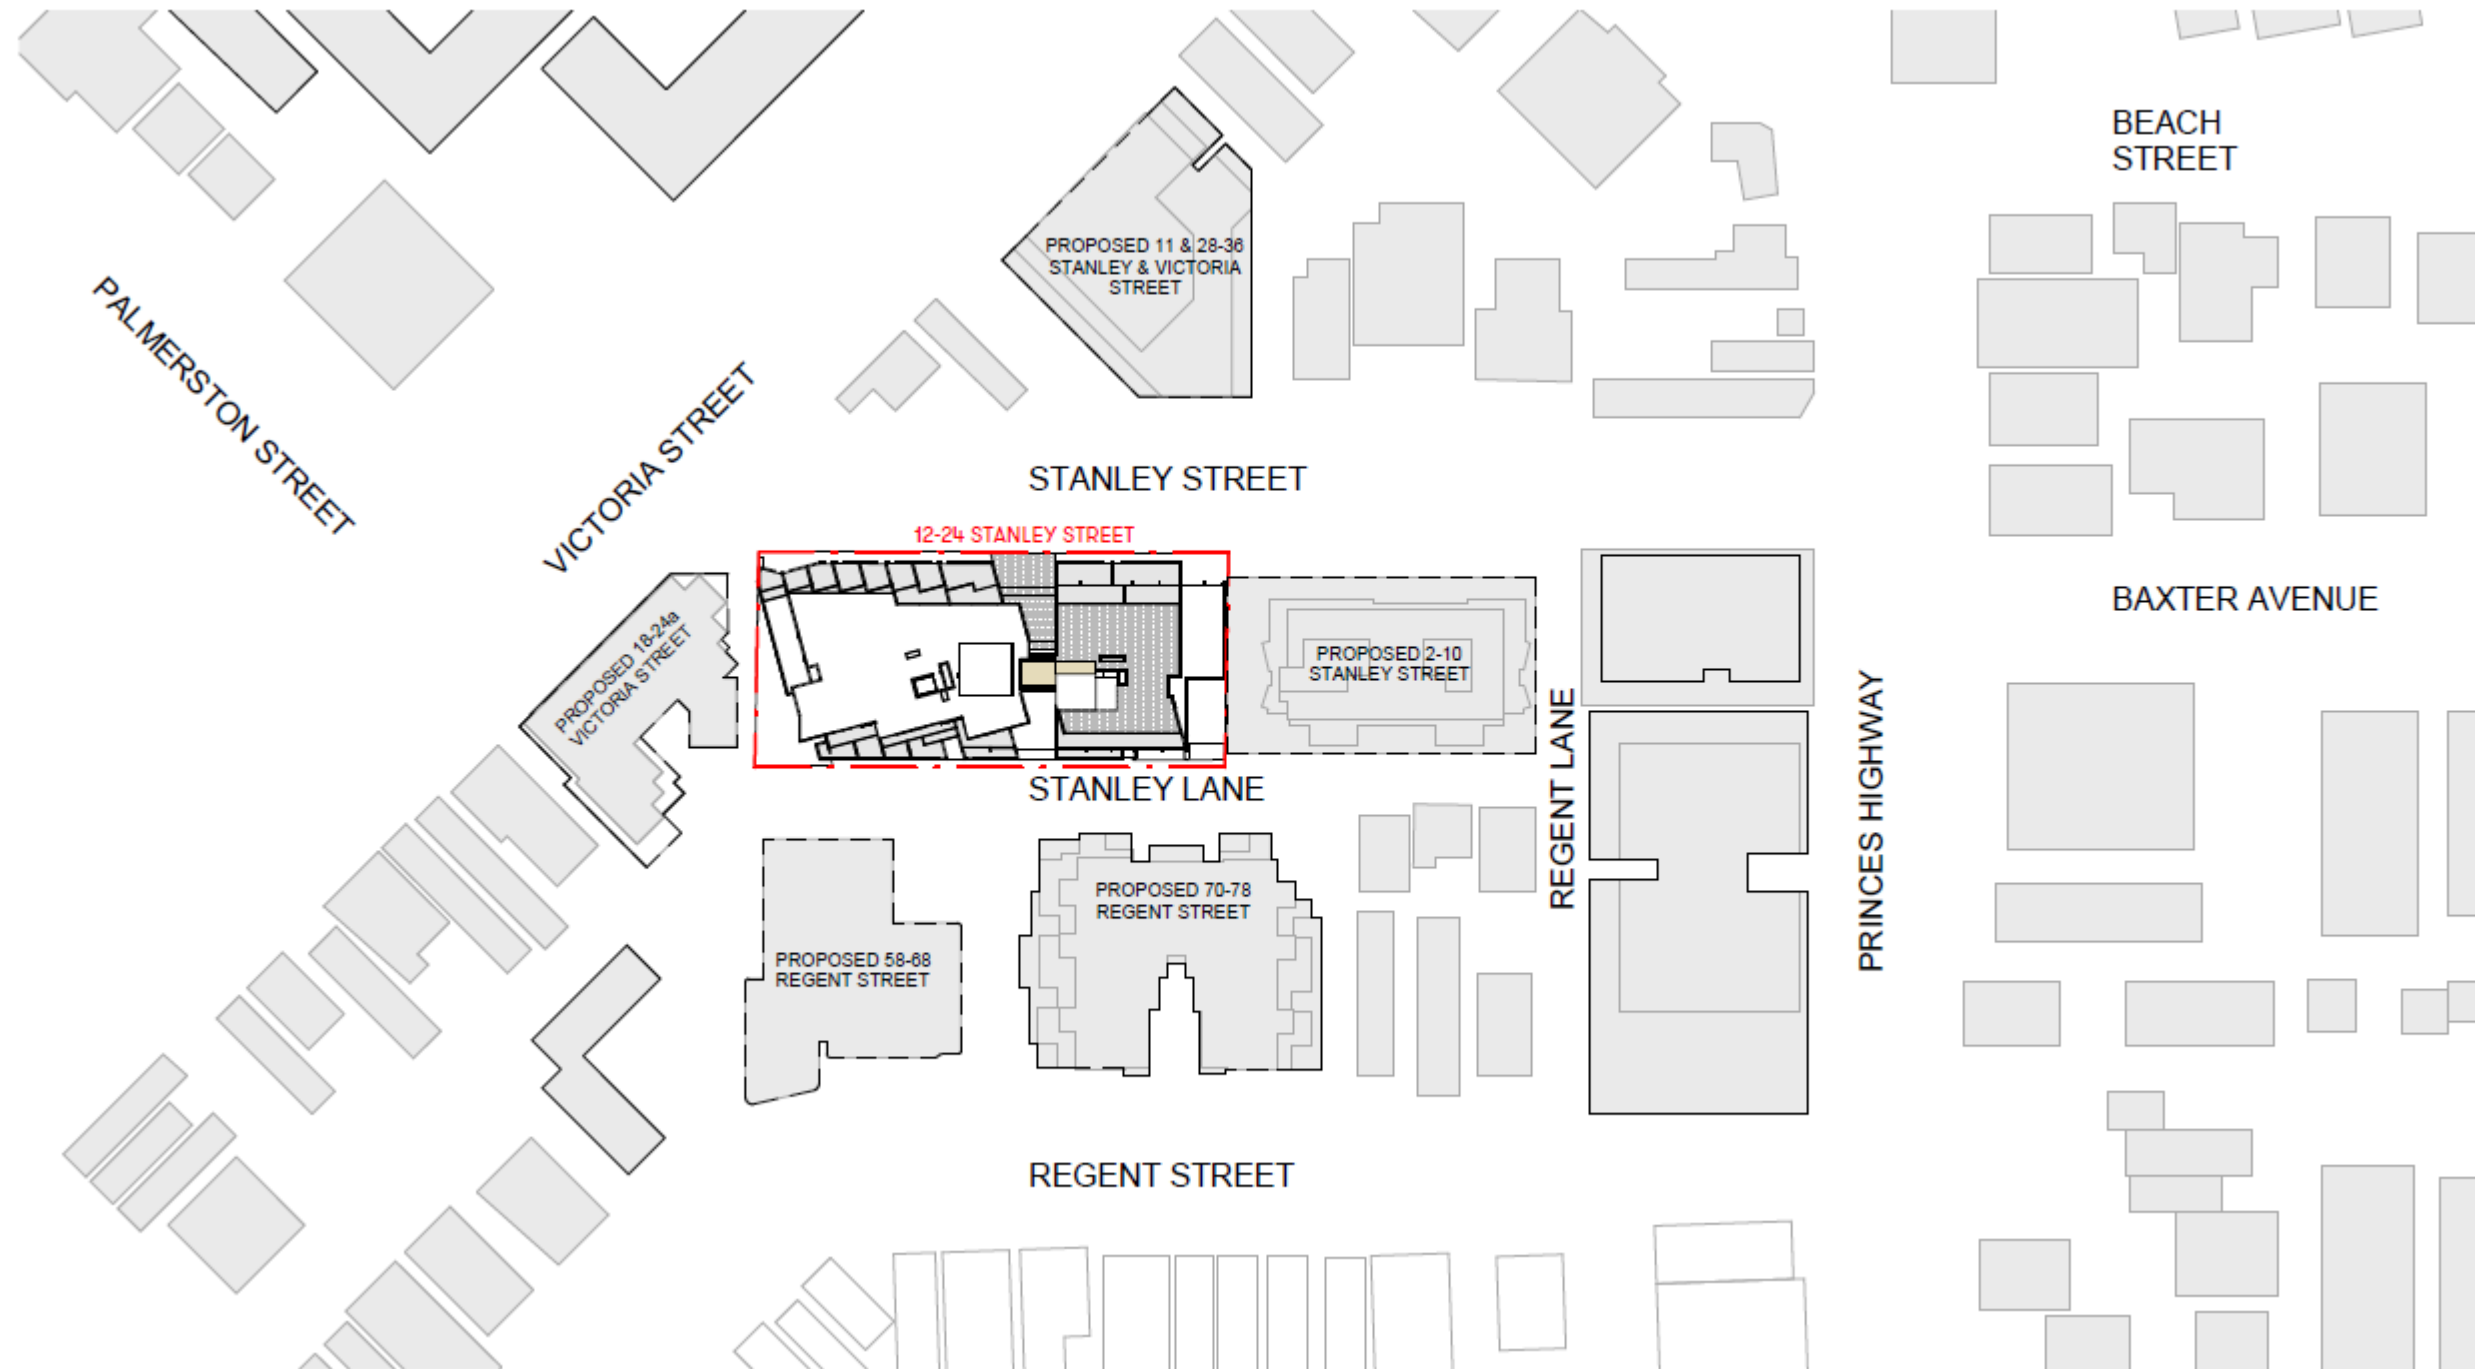 BEACH
STREET
PROPOSED 11 & 28-36
STANLEY & VICTORIA
STREET
PALMERSTON STREET
VICTORIA STREET
STANLEY STREET
12-24 STANLEY STREET
BAXTER AVENUE
PROPOSED 18-24a
VICTORIA STREET
PROPOSED 2-10
STANLEY STREET
REGENT LANE
PRINCES HIGHWAY
STANLEY LANE
PROPOSED 70-78
REGENT STREET
PROPOSED 58-68
REGENT STREET
REGENT STREET